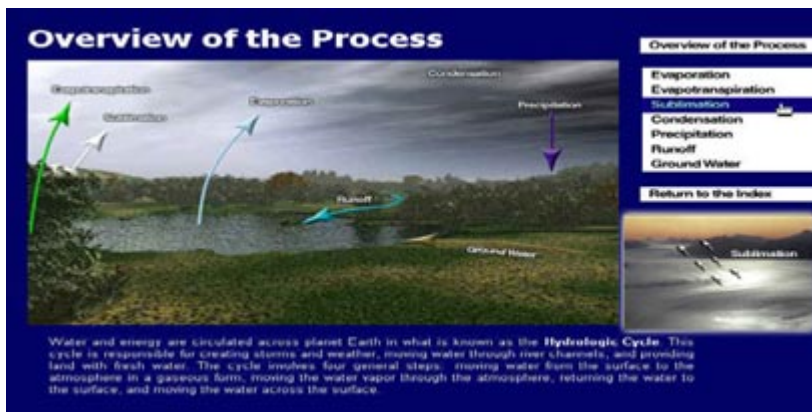 Overview of the Process
Overview of the Process
Condensation
Evapotranspiration
Evaporation
Sublimation
Precipitation
Runoff
Ground Water
Evaporation
Evapotranspiration
Sublimation
Condensation
Precipitation
Runoff
Ground Water
Return to the Index
Sublimation
Water and energy are circulated across planet Earth in what is known as the Hydrologic Cycle. This
cycle is responsible for creating storms and weather, moving water through river channels, and providing
land with fresh water. The cycle involves four general steps: moving water from the surface to the
atmosphere in a gaseous form, moving the water vapor through the atmosphere, returning the water to
the surface, and moving the water across the surface.